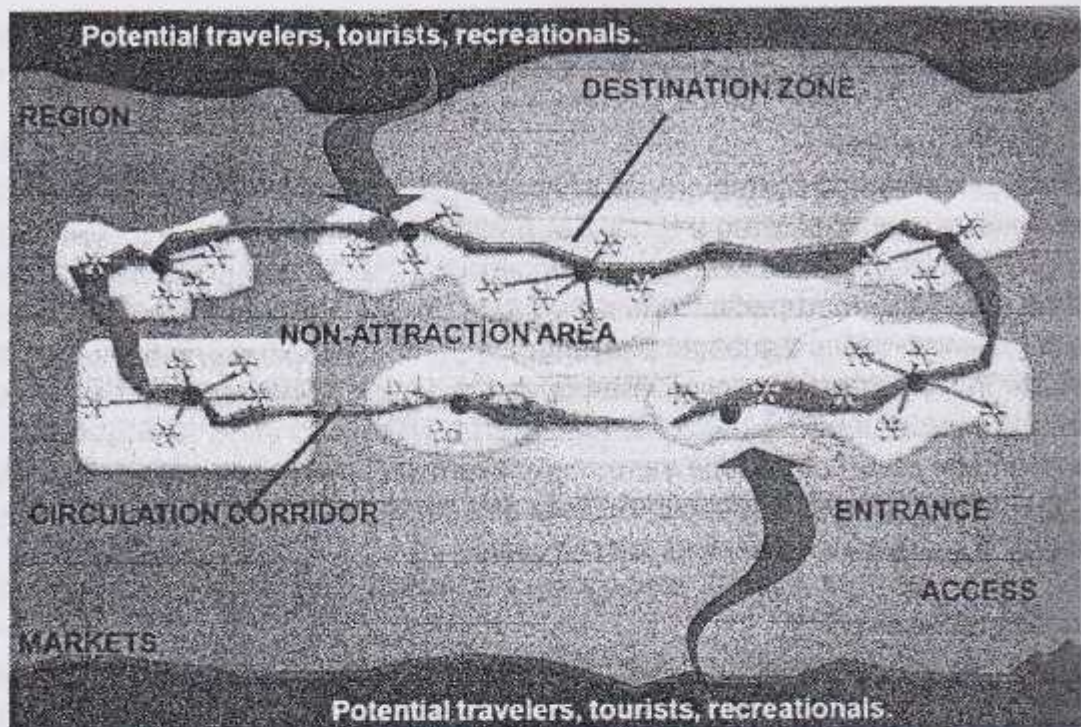 Potential travelers, tourists, recreationals.
DESTINATION ZONE
REGION
NON-ATTRACTION AREA
CIRCULATION CORRIDOR
ENTRANCE
ACCESS
MARKETS
Potential travelers, tourists, recreationals.